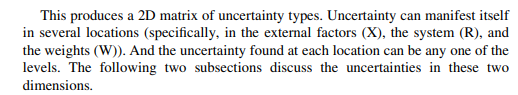 This produces a 2D matrix of uncertainty types. Uncertainty can manifest itself
in several locations (specifically, in the external factors (X), the system (R), and
the weights (W)). And the uncertainty found at each location can be any one of the
levels. The following two subsections discuss the uncertainties in these two
dimensions.